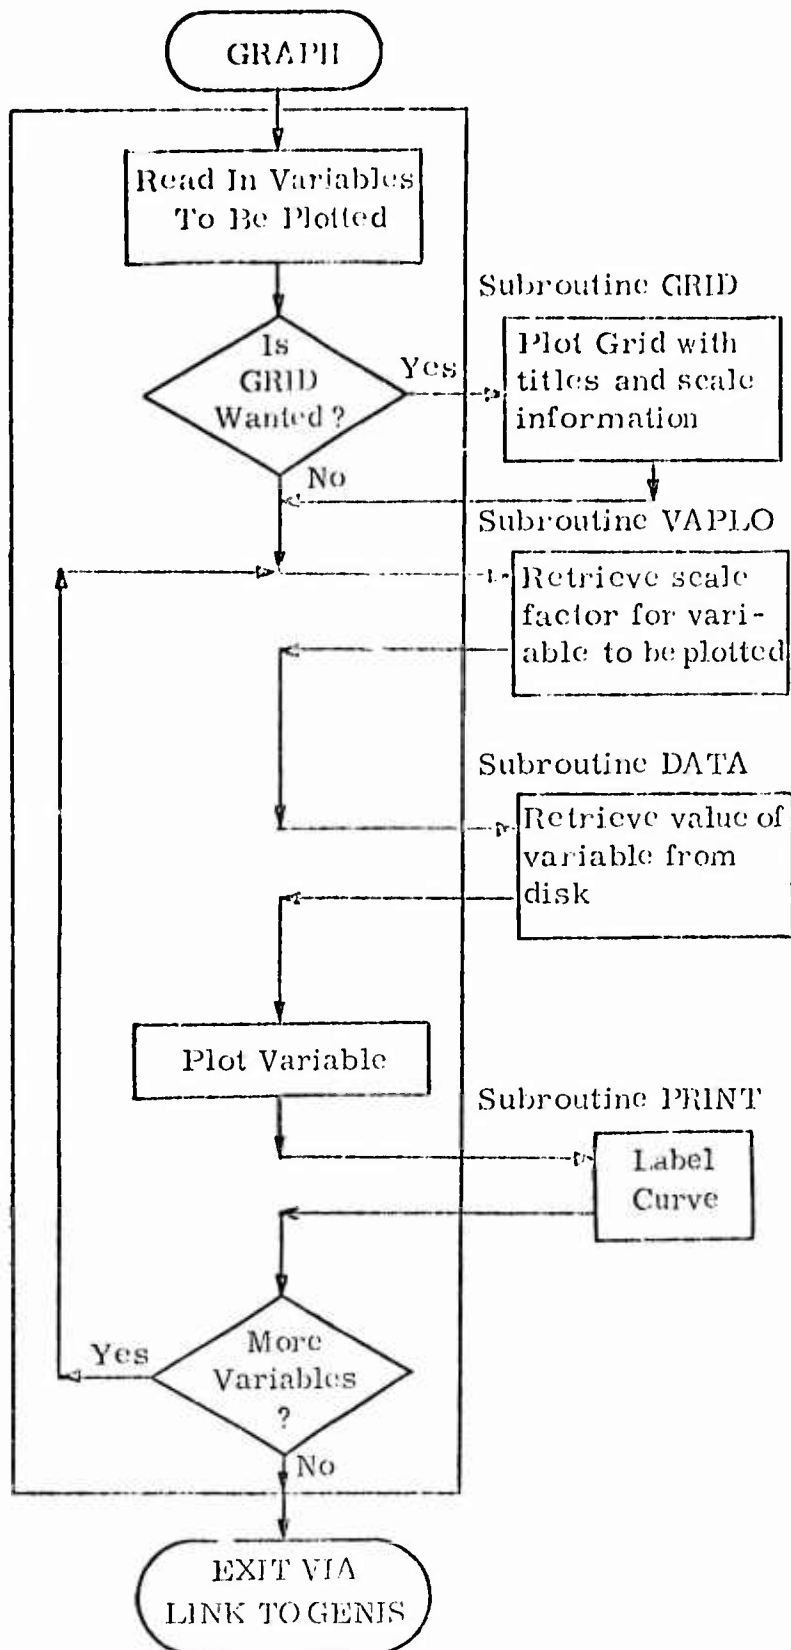 GRAPH
Read In Variables
To Be Plotted
Subroutine GRID
Is
GRID
Wanted?
Yes
Plot Grid with
titles and scale
information
No
Subroutine VAPLO
Retrieve scale
factor for vari-
able to be plotted
Subroutine DATA
Retrieve value of
variable from
disk
Plot Variable
Subroutine PRINT
Label
Curve
More
Variables
?
Yes
No
EXIT VIA
LINK TO GENIS